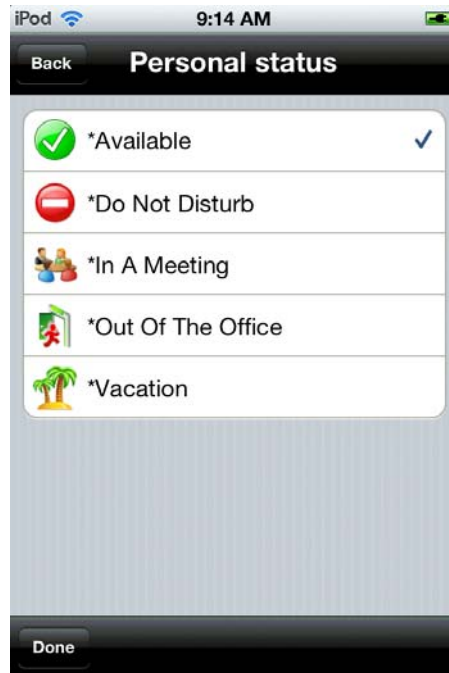 iPod 9:14 AM
Back Personal status
*Available
*Do Not Disturb
*In A Meeting
*Out Of The Office
*Vacation
Done